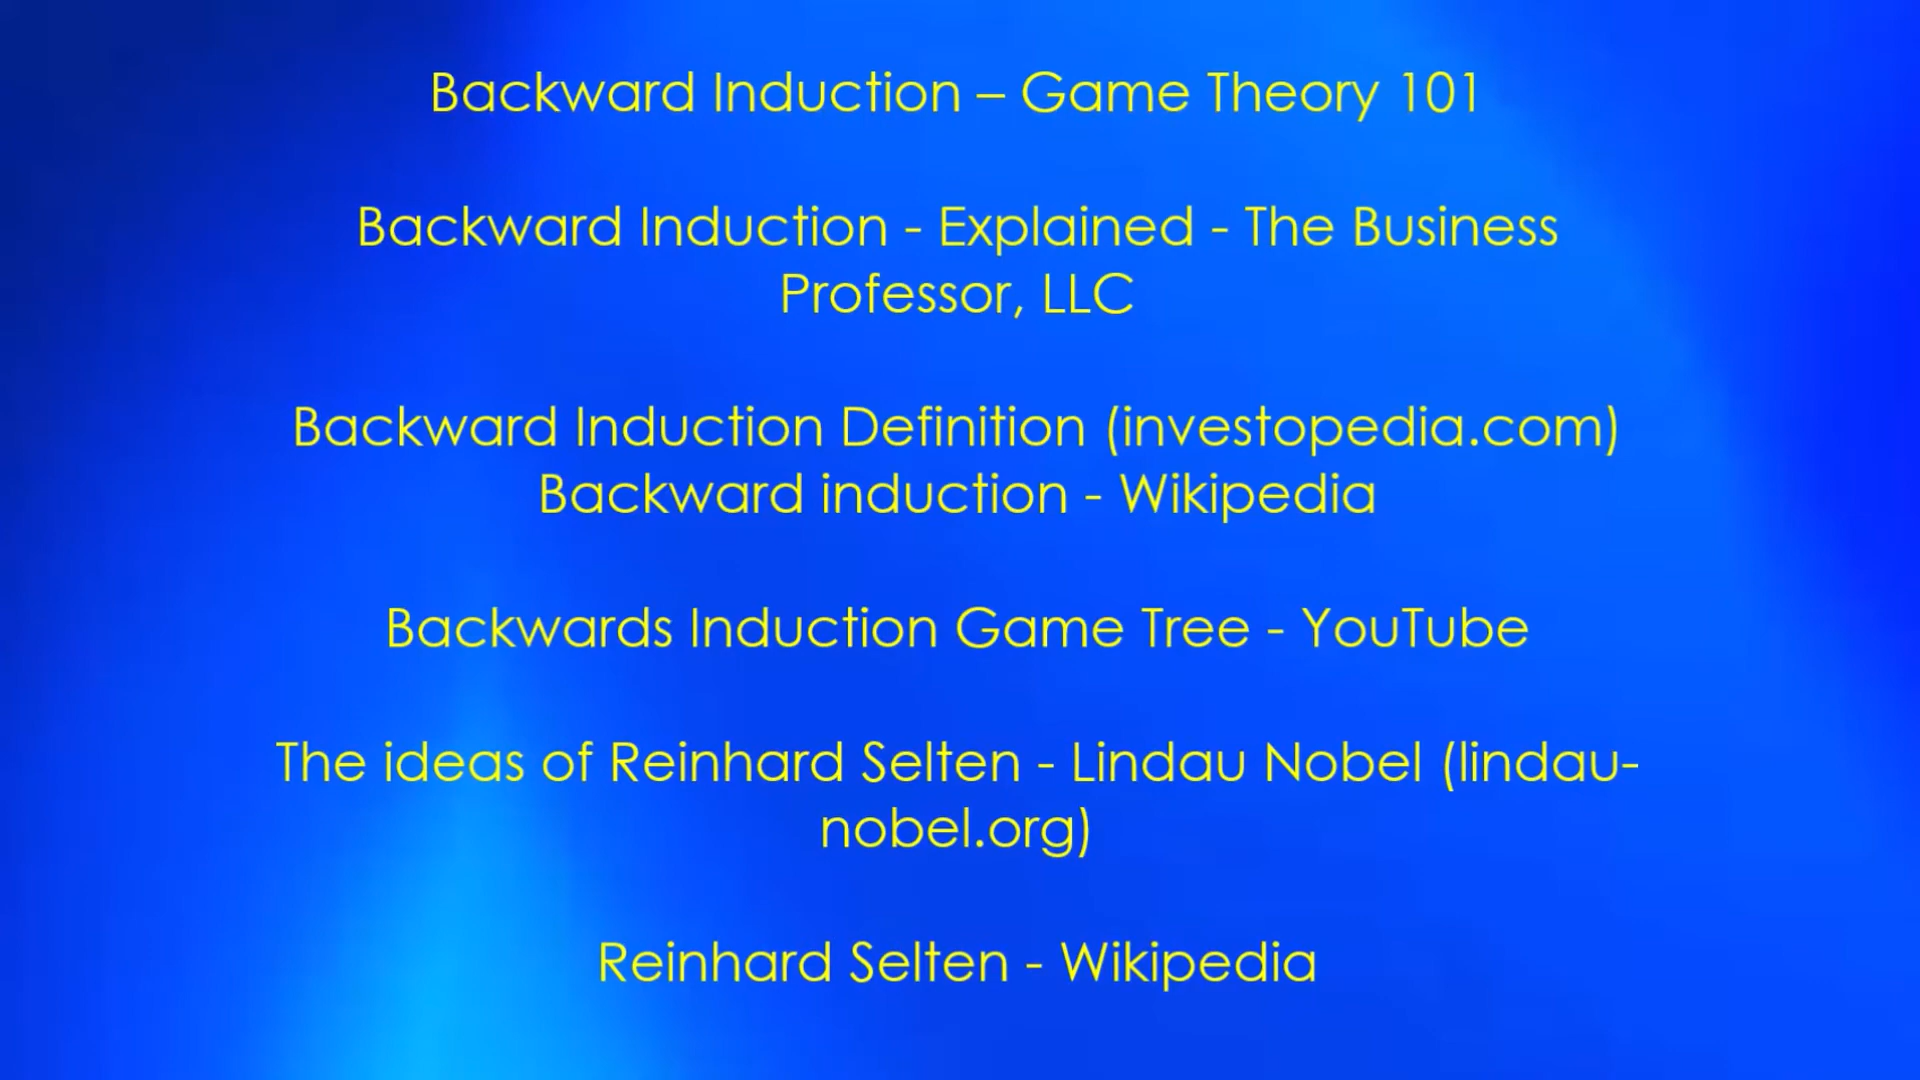 Backward Induction – Game Theory 101
Backward Induction - Explained - The Business
Professor, LLC
Backward Induction Definition (investopedia.com)
Backward induction - Wikipedia
Backwards Induction Game Tree - YouTube
The ideas of Reinhard Selten - Lindau Nobel (lindau-
nobel.org)
Reinhard Selten - Wikipedia